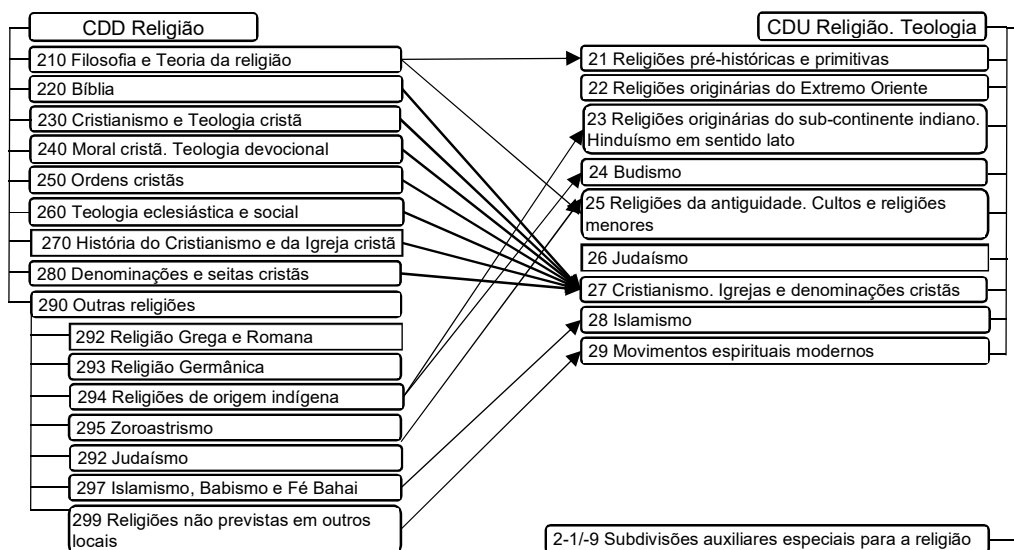 CDD Religião
210 Filosofia e Teoria da religião
220 Bíblia
230 Cristianismo e Teologia cristã
240 Moral cristã. Teologia devocional
250 Ordens cristãs
260 Teologia eclesiástica e social
270 História do Cristianismo e da Igreja cristã
280 Denominações e seitas cristãs
290 Outras religiões
292 Religião Grega e Romana
293 Religião Germânica
294 Religiões de origem indígena
295 Zoroastrismo
292 Judaísmo
297 Islamismo, Babismo e Fé Bahai
299 Religiões não previstas em outros
locais
CDU Religião. Teologia
21 Religiões pré-históricas e primitivas
22 Religiões originárias do Extremo Oriente
23 Religiões originárias do sub-continente indiano.
Hinduísmo em sentido lato
24 Budismo
25 Religiões da antiguidade. Cultos e religiões
menores
26 Judaísmo
27 Cristianismo. Igrejas e denominações cristãs
28 Islamismo
29 Movimentos espirituais modernos
2-1/-9 Subdivisões auxiliares especiais para a religião